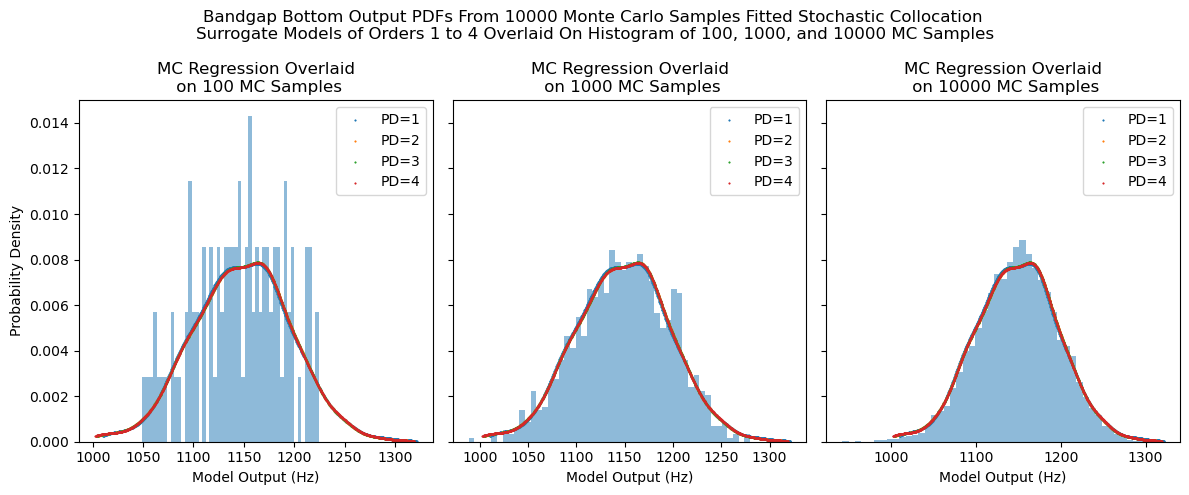 Bandgap Bottom Output PDFs From 10000 Monte Carlo Samples Fitted Stochastic Collocation
Surrogate Models of Orders 1 to 4 Overlaid On Histogram of 100, 1000, and 10000 MC Samples
MC Regression Overlaid
on 100 MC Samples
MC Regression Overlaid
on 1000 MC Samples
MC Regression Overlaid
on 10000 MC Samples
Probability Density
0.014
0.012
0.010
0.008
0.006
0.004
0.002
0.000
PD=1
PD=2
PD=3
PD=4
1000 1050 1100 1150 1200 1250 1300
Model Output (Hz)
PD=1
PD=2
PD=3
PD=4
1000 1050 1100 1150 1200 1250 1300
Model Output (Hz)
PD=1
PD=2
PD=3
PD=4
1000 1100 1200 1300
Model Output (Hz)